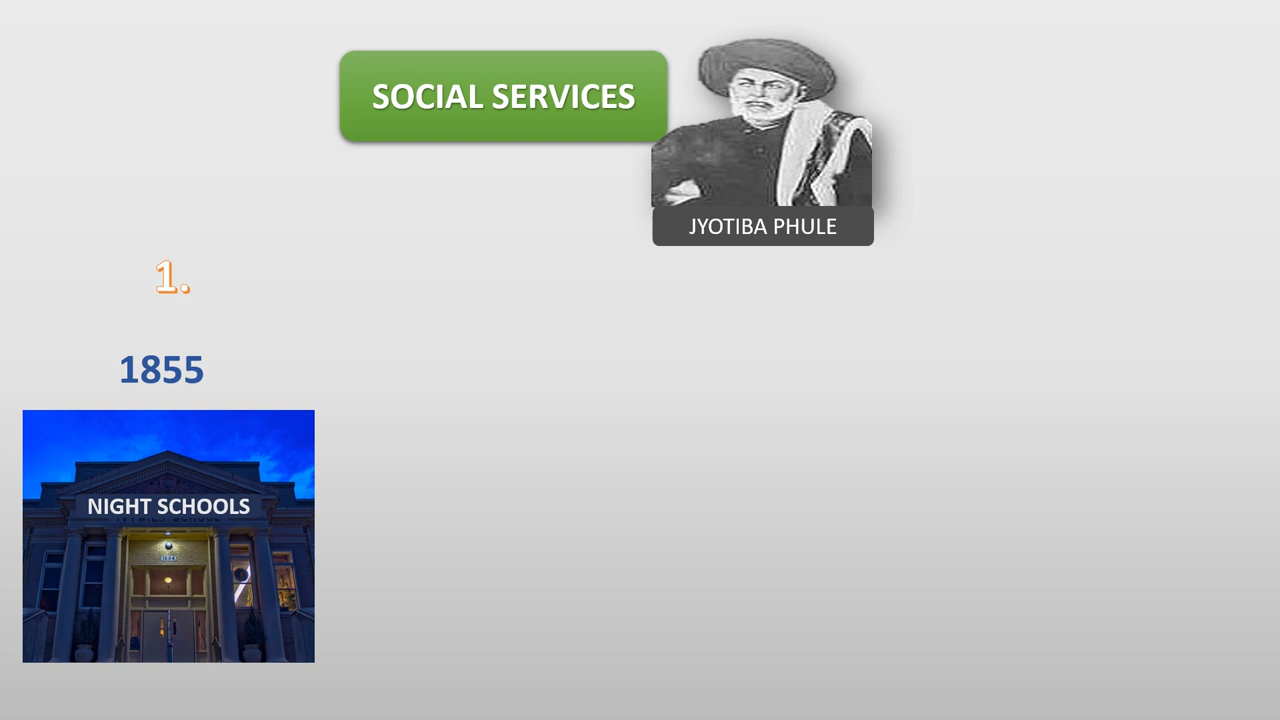 SOCIAL SERVICES
JYOTIBA PHULE
1.
1855
NIGHT SCHOOLS